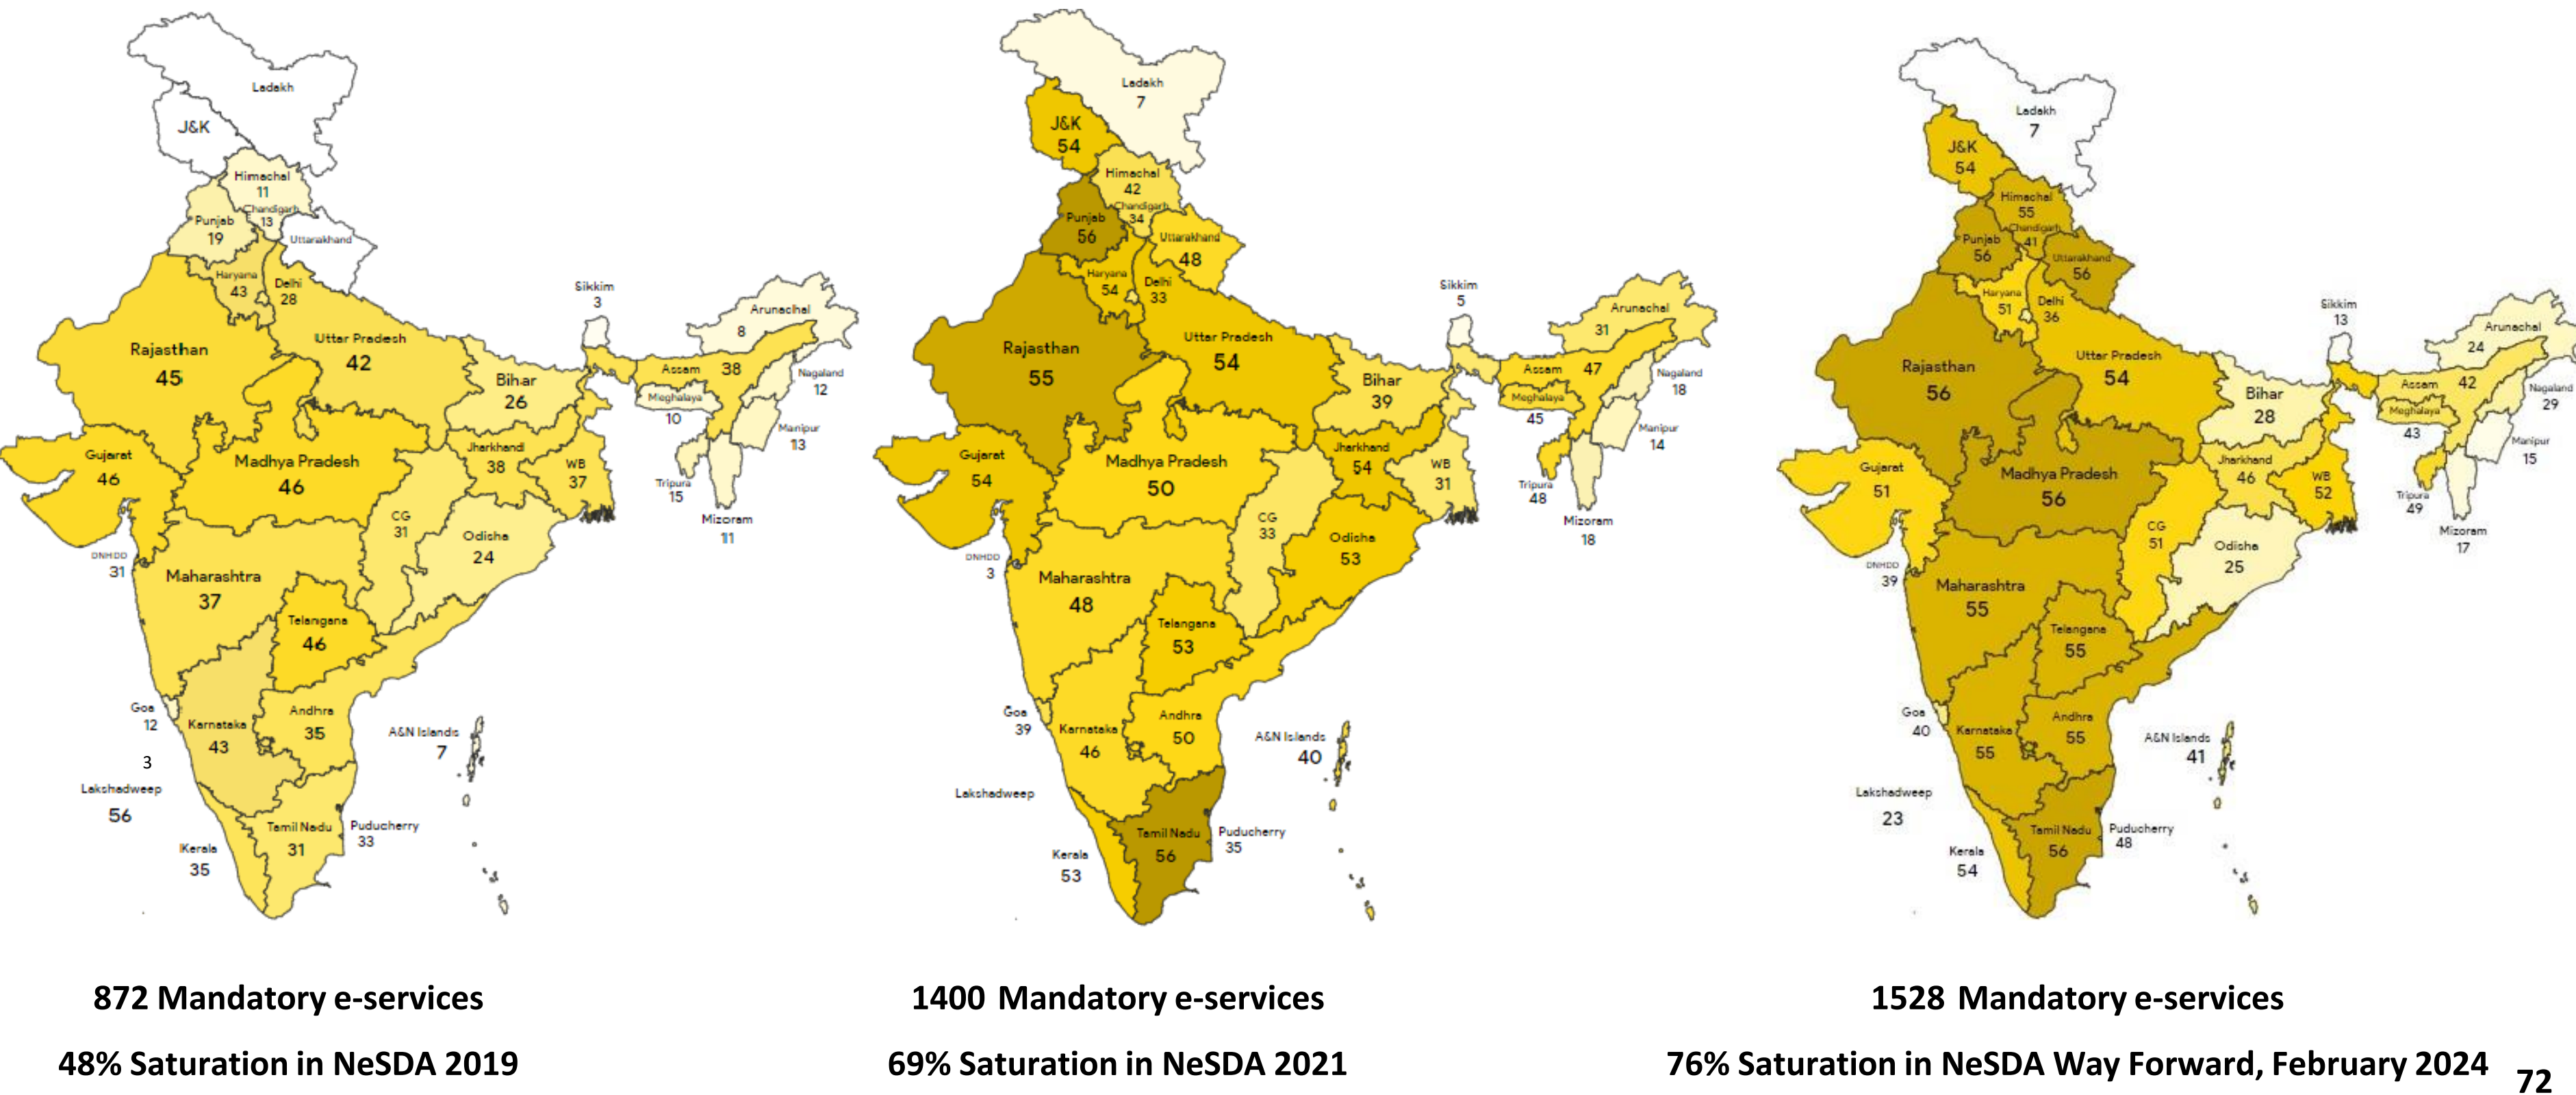 Ladakh
J&K
Himachal
11
Chandigarh
13
Punjab
19
Uttarakhand
Haryana
43
Delhi
28
Sikkim
3
Arunachal
8
Rajasthan
45
Uttar Pradesh
42
Bihar
26
Assam 38
Nagaland
12
Meghalaya
10
Manipur
13
Gujarat
46
Madhya Pradesh
46
Jharkhand
38
WB
37
Tripura
15
Mizoram
11
CG
31
Odisha
24
DNHDD
31
Maharashtra
37
Telangana
46
Goa
12
Karnataka
43
Andhra
35
A&N Islands
7
3
Lakshadweep
56
Tamil Nadu
31
Puducherry
33
Kerala
35
872 Mandatory e-services
48% Saturation in NeSDA 2019
Ladakh
7
J&K
54
Himachal
42
Chandigarh
34
Punjab
56
Uttarakhand
48
Haryana
54
Delhi
33
Sikkim
5
Arunachal
31
Rajasthan
55
Uttar Pradesh
54
Bihar
39
Assam 47
Nagaland
18
Meghalaya
45
Manipur
14
Gujarat
54
Madhya Pradesh
50
Jharkhand
54
WB
31
Tripura
48
Mizoram
18
CG
33
Odisha
53
DNHDD
3
Maharashtra
48
Telangana
53
Goa
39
Karnataka
46
Andhra
50
A&N Islands
40
Lakshadweep
Tamil Nadu
56
Puducherry
35
Kerala
53
1400 Mandatory e-services
69% Saturation in NeSDA 2021
Ladakh
7
J&K
54
Himachal
55
Chandigarh
41
Punjab
56
Uttarakhand
56
Haryana
51
Delhi
36
Sikkim
13
Arunachal
24
Rajasthan
56
Uttar Pradesh
54
Bihar
28
Assam 42
Nagaland
29
Meghalaya
43
Manipur
15
Gujarat
51
Madhya Pradesh
56
Jharkhand
46
WB
52
Tripura
49
Mizoram
17
CG
51
Odisha
25
DNHDD
39
Maharashtra
55
Telangana
55
Goa
40
Karnataka
55
Andhra
55
A&N Islands
41
Lakshadweep
23
Tamil Nadu
56
Puducherry
48
Kerala
54
1528 Mandatory e-services
76% Saturation in NeSDA Way Forward, February 2024
72